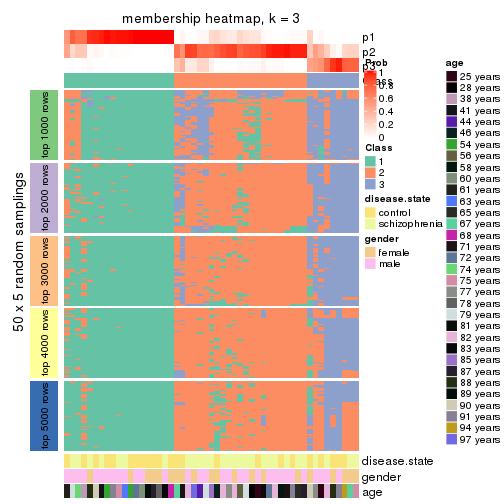 membership heatmap, k = 3
p1
p2
p3
Class
50 x 5 random samplings
top 1000 rows
top 2000 rows
top 3000 rows
top 4000 rows
top 5000 rows
disease.state
gender
age
Prob
1
0.8
0.6
0.4
0.2
0
Class
1
2
3
disease.state
control
schizophrenia
gender
female
male
age
25 years
28 years
38 years
41 years
44 years
46 years
54 years
56 years
58 years
60 years
61 years
63 years
65 years
67 years
68 years
71 years
72 years
74 years
75 years
77 years
78 years
79 years
81 years
82 years
83 years
85 years
87 years
88 years
89 years
90 years
91 years
94 years
97 years